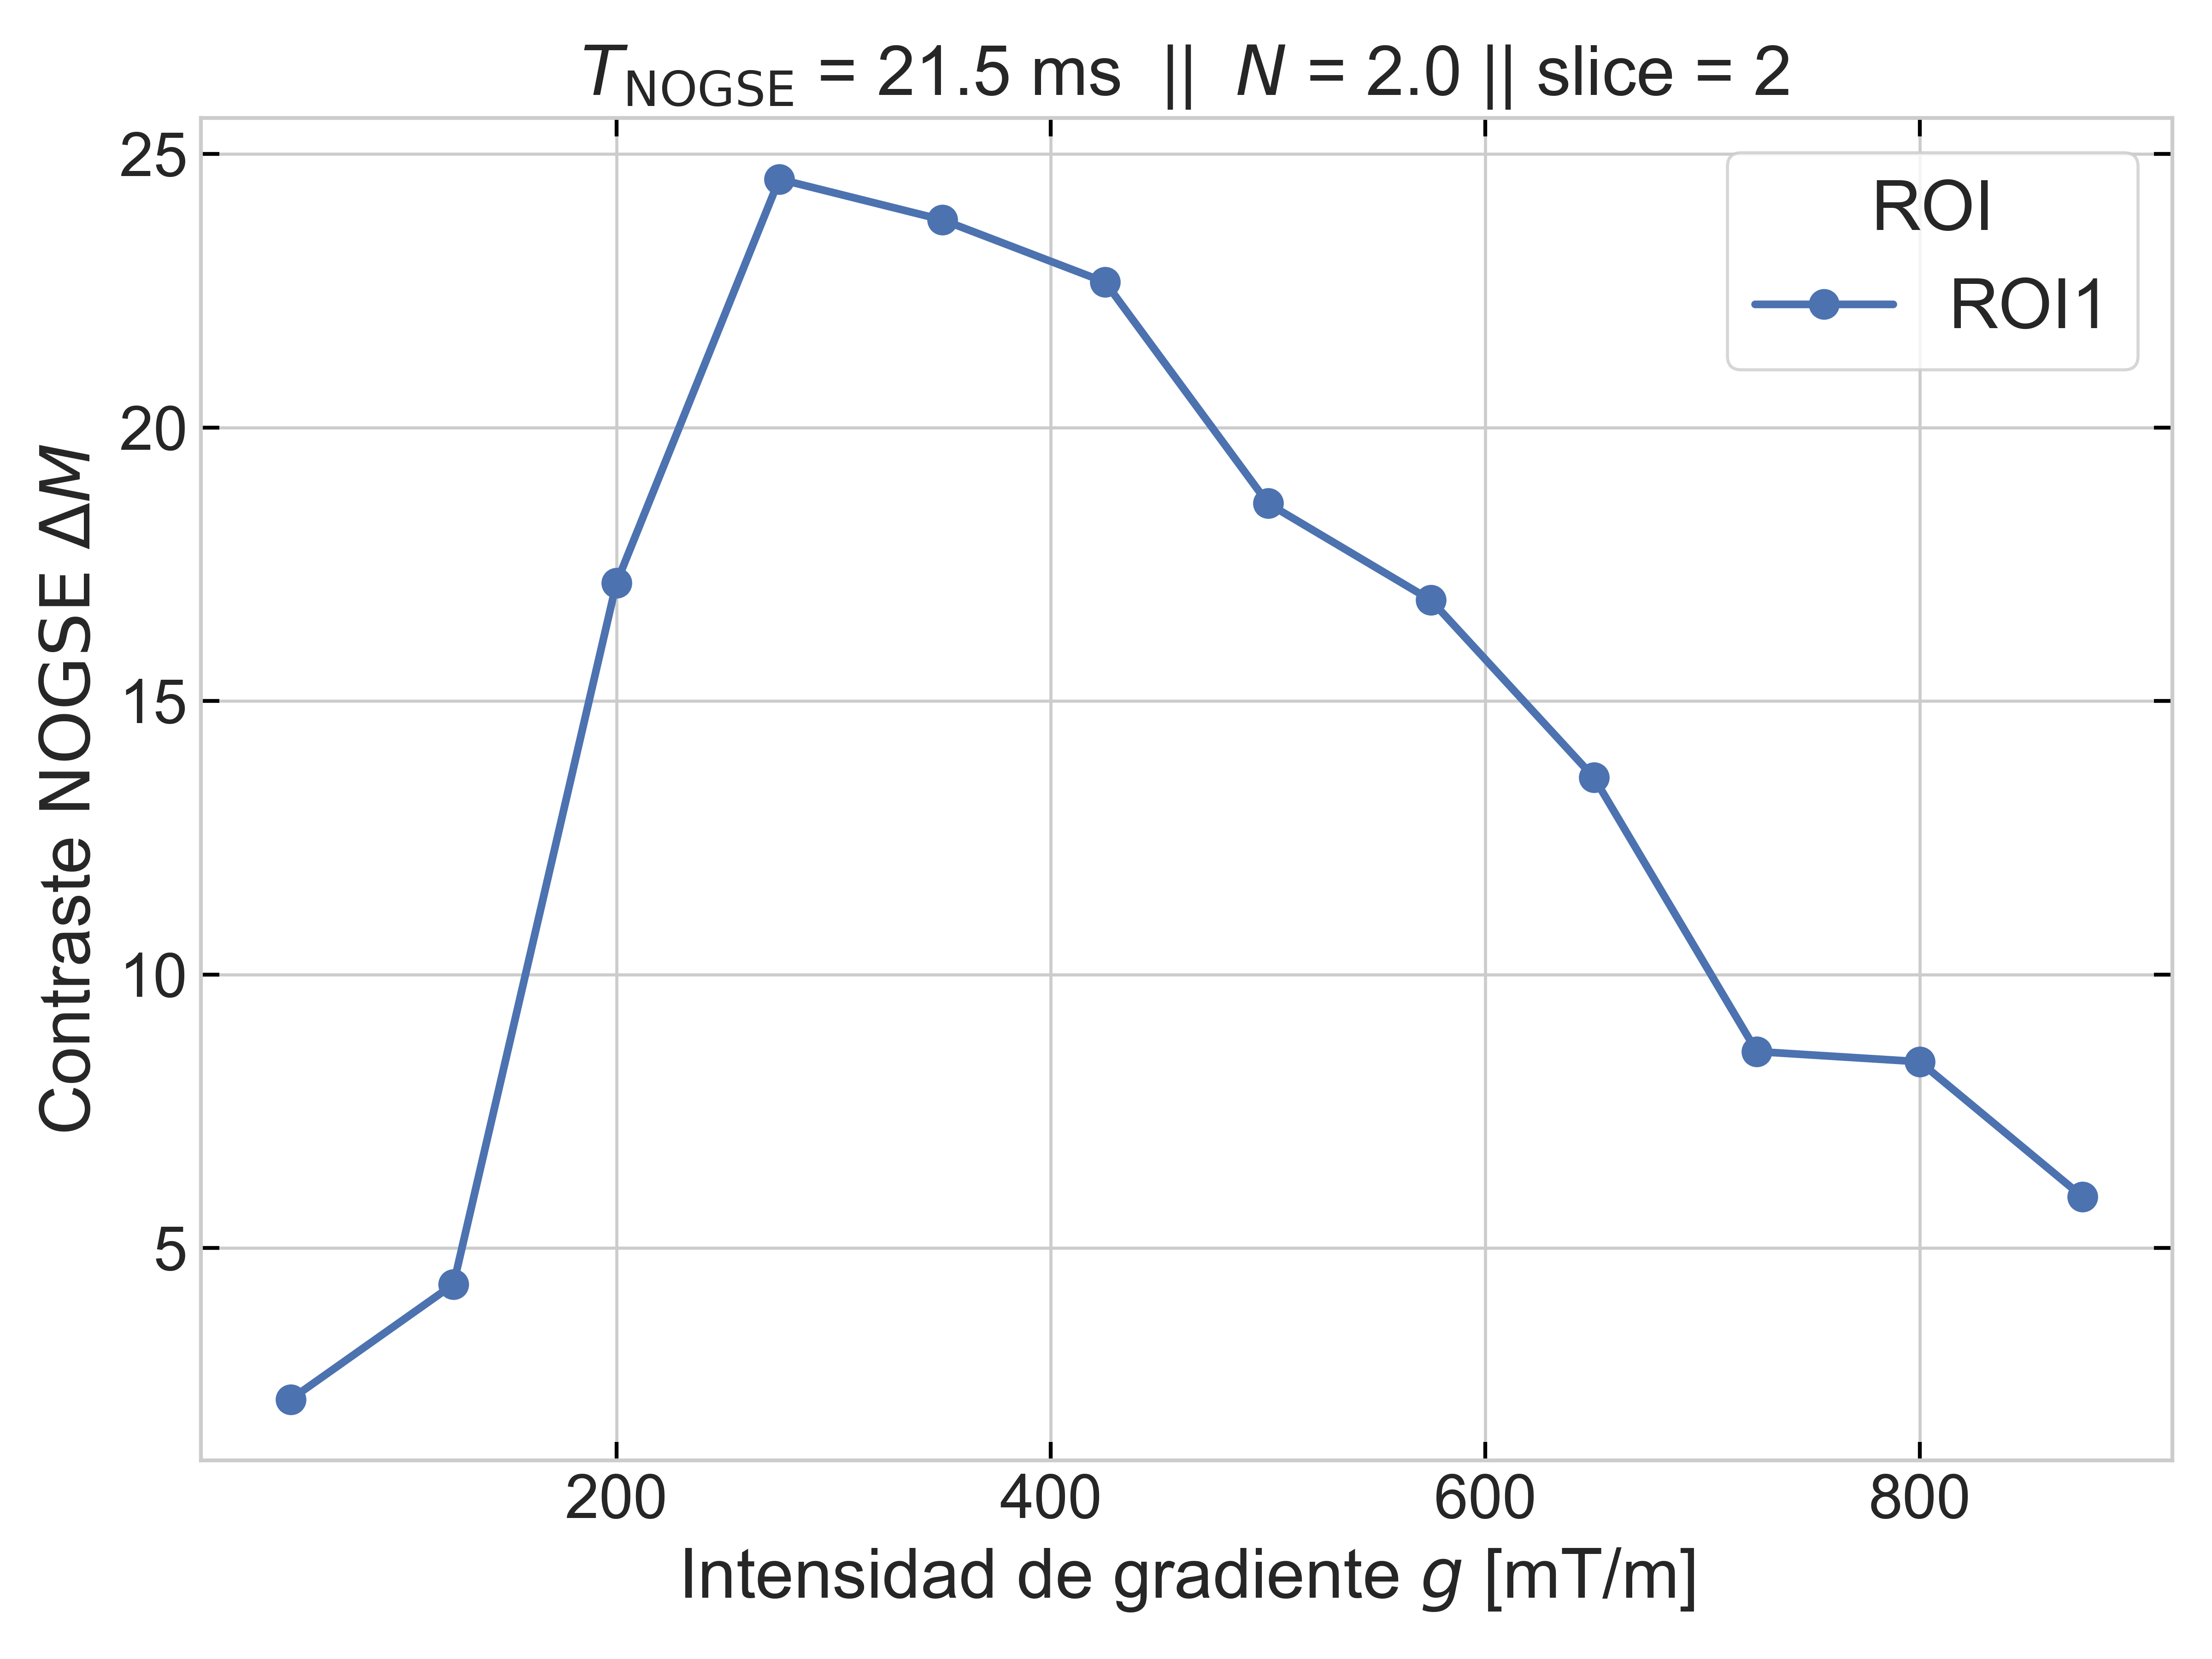 T_NOGSE = 21.5 ms || N = 2.0 || slice = 2
Contraste NOGSE ΔM
25
20
15
10
5
ROI
ROI1
200 400 600 800
Intensidad de gradiente g [mT/m]